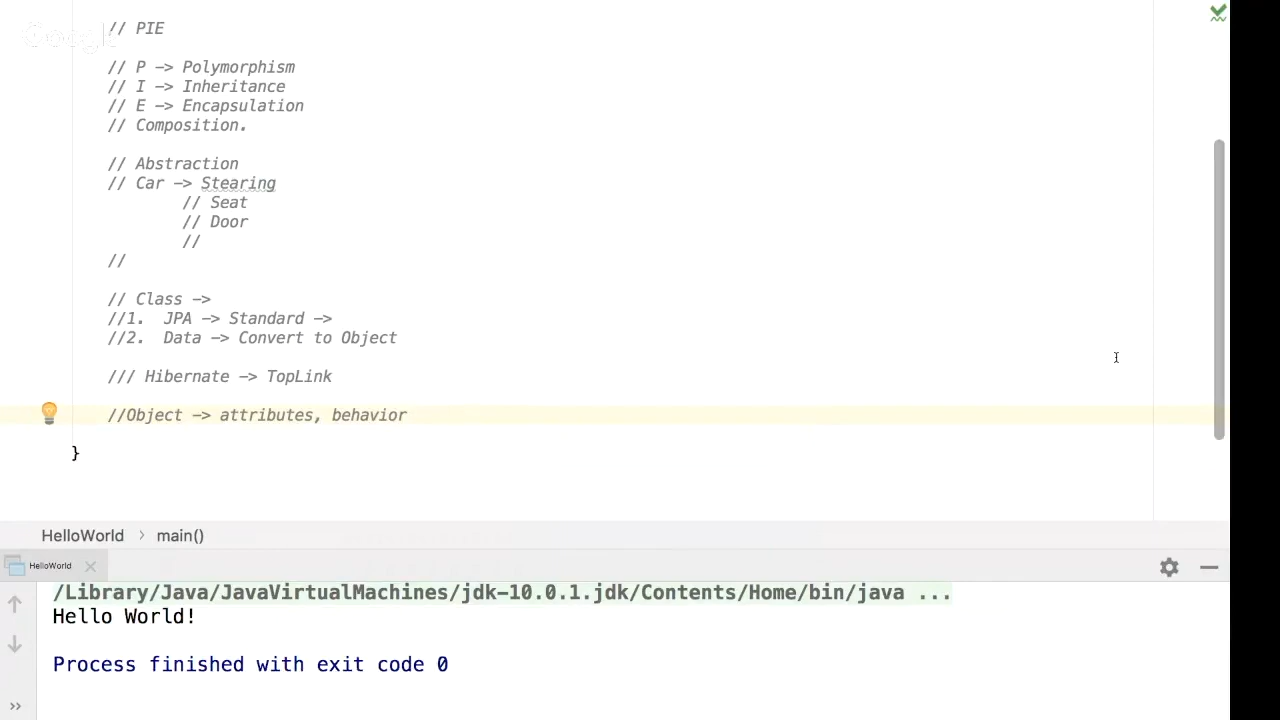 // PIE
// P -> Polymorphism
// I -> Inheritance
// E -> Encapsulation
// Composition.
// Abstraction
// Car -> Stearing
// Seat
// Door
//
//
// Class ->
//1.  JPA -> Standard ->
//2.  Data -> Convert to Object
/// Hibernate -> TopLink
//Object -> attributes, behavior
}
HelloWorld > main()
HelloWorld
/Library/Java/JavaVirtualMachines/jdk-10.0.1.jdk/Contents/Home/bin/java ...
Hello World!
Process finished with exit code 0